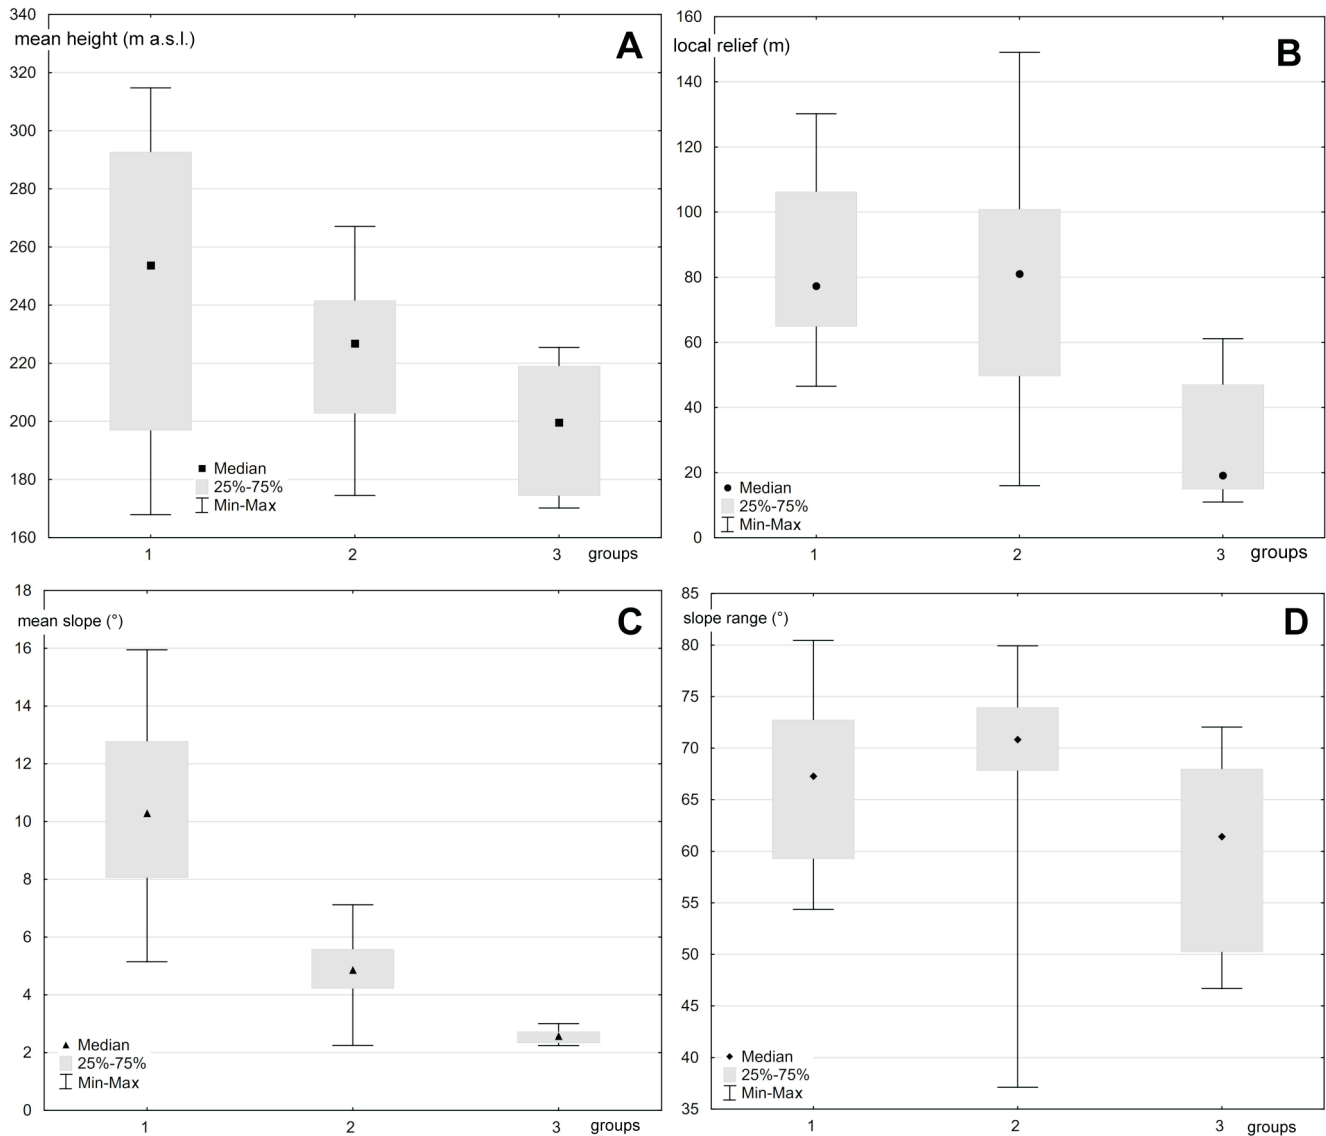 340
mean height (m a.s.l.)
A
320
300
280
260
240
220
200
180
160
Median
25%-75%
Min-Max
1
2
3
groups
160
local relief (m)
B
140
120
100
80
60
40
20
0
Median
25%-75%
Min-Max
1
2
3
groups
18
mean slope (°)
C
16
14
12
10
8
6
4
2
0
Median
25%-75%
Min-Max
1
2
3
groups
85
slope range (°)
D
80
75
70
65
60
55
50
45
40
35
Median
25%-75%
Min-Max
1
2
3
groups